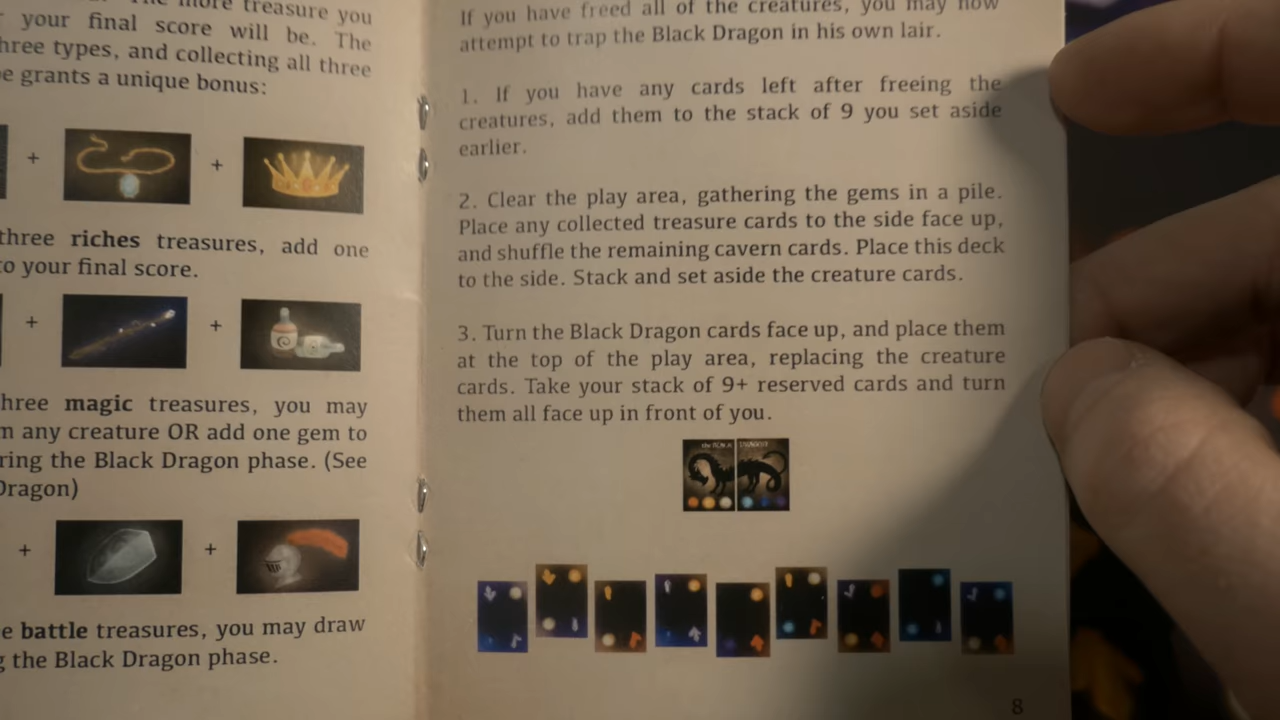 more treasure you
your final score will be. The
three types, and collecting all three
grants a unique bonus:
+ +
three riches treasures, add one
to your final score.
+ +
three magic treasures, you may
any creature OR add one gem to
during the Black Dragon phase. (See
Dragon)
+ +
battle treasures, you may draw
the Black Dragon phase.
If you have freed all of the creatures, you may now
attempt to trap the Black Dragon in his own lair.
1. If you have any cards left after freeing the
creatures, add them to the stack of 9 you set aside
earlier.
2. Clear the play area, gathering the gems in a pile.
Place any collected treasure cards to the side face up,
and shuffle the remaining cavern cards. Place this deck
to the side. Stack and set aside the creature cards.
3. Turn the Black Dragon cards face up, and place them
at the top of the play area, replacing the creature
cards. Take your stack of 9+ reserved cards and turn
them all face up in front of you.
the BLACK DRAGON
8